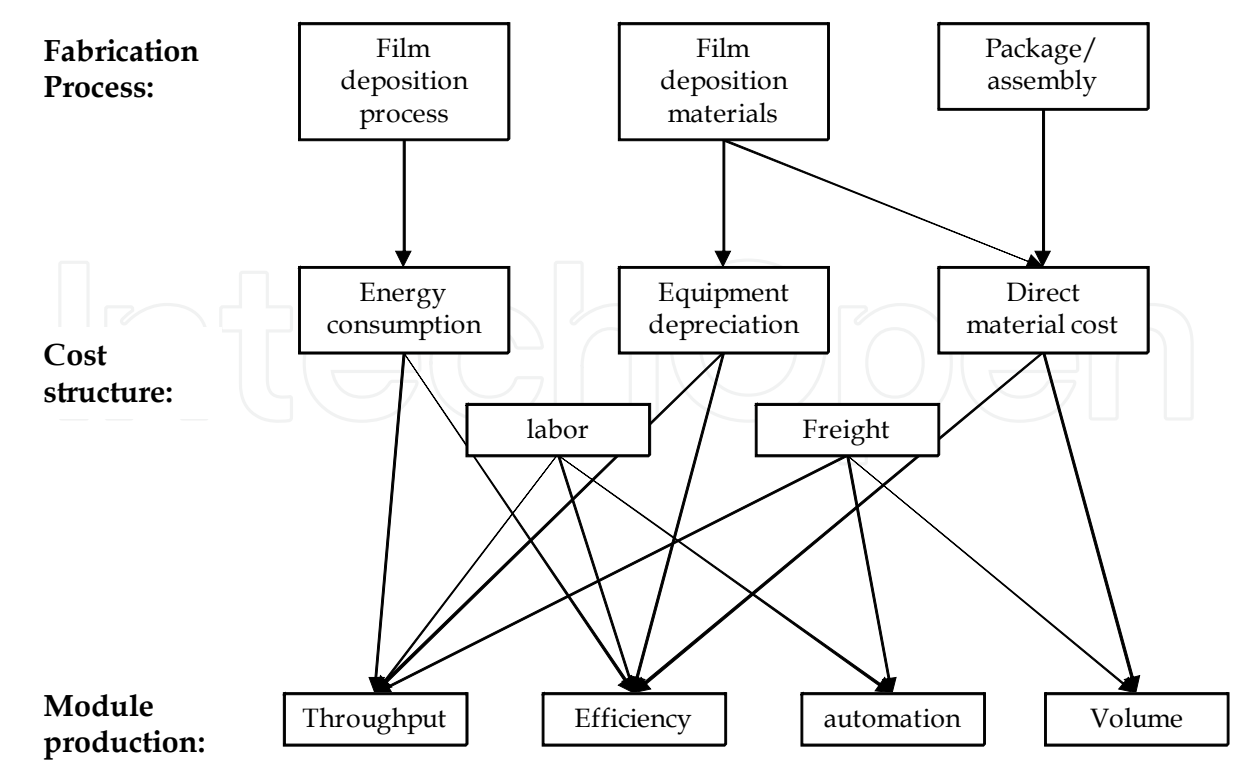 Fabrication
Process:
Film
deposition
process
Film
deposition
materials
Package/
assembly
Energy
consumption
Equipment
depreciation
Direct
material cost
Cost
structure:
labor
Freight
Module
production:
Throughput
Efficiency
automation
Volume
IntechOpen